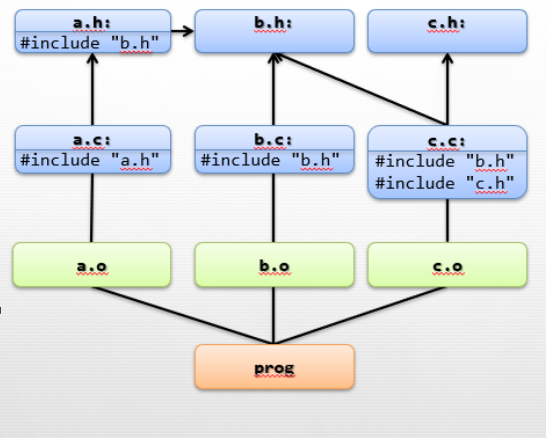 a.h:
#include "b.h"
b.h:
c.h:
a.c:
#include "a.h"
b.c:
#include "b.h"
c.c:
#include "b.h"
#include "c.h"
a.o
b.o
c.o
prog